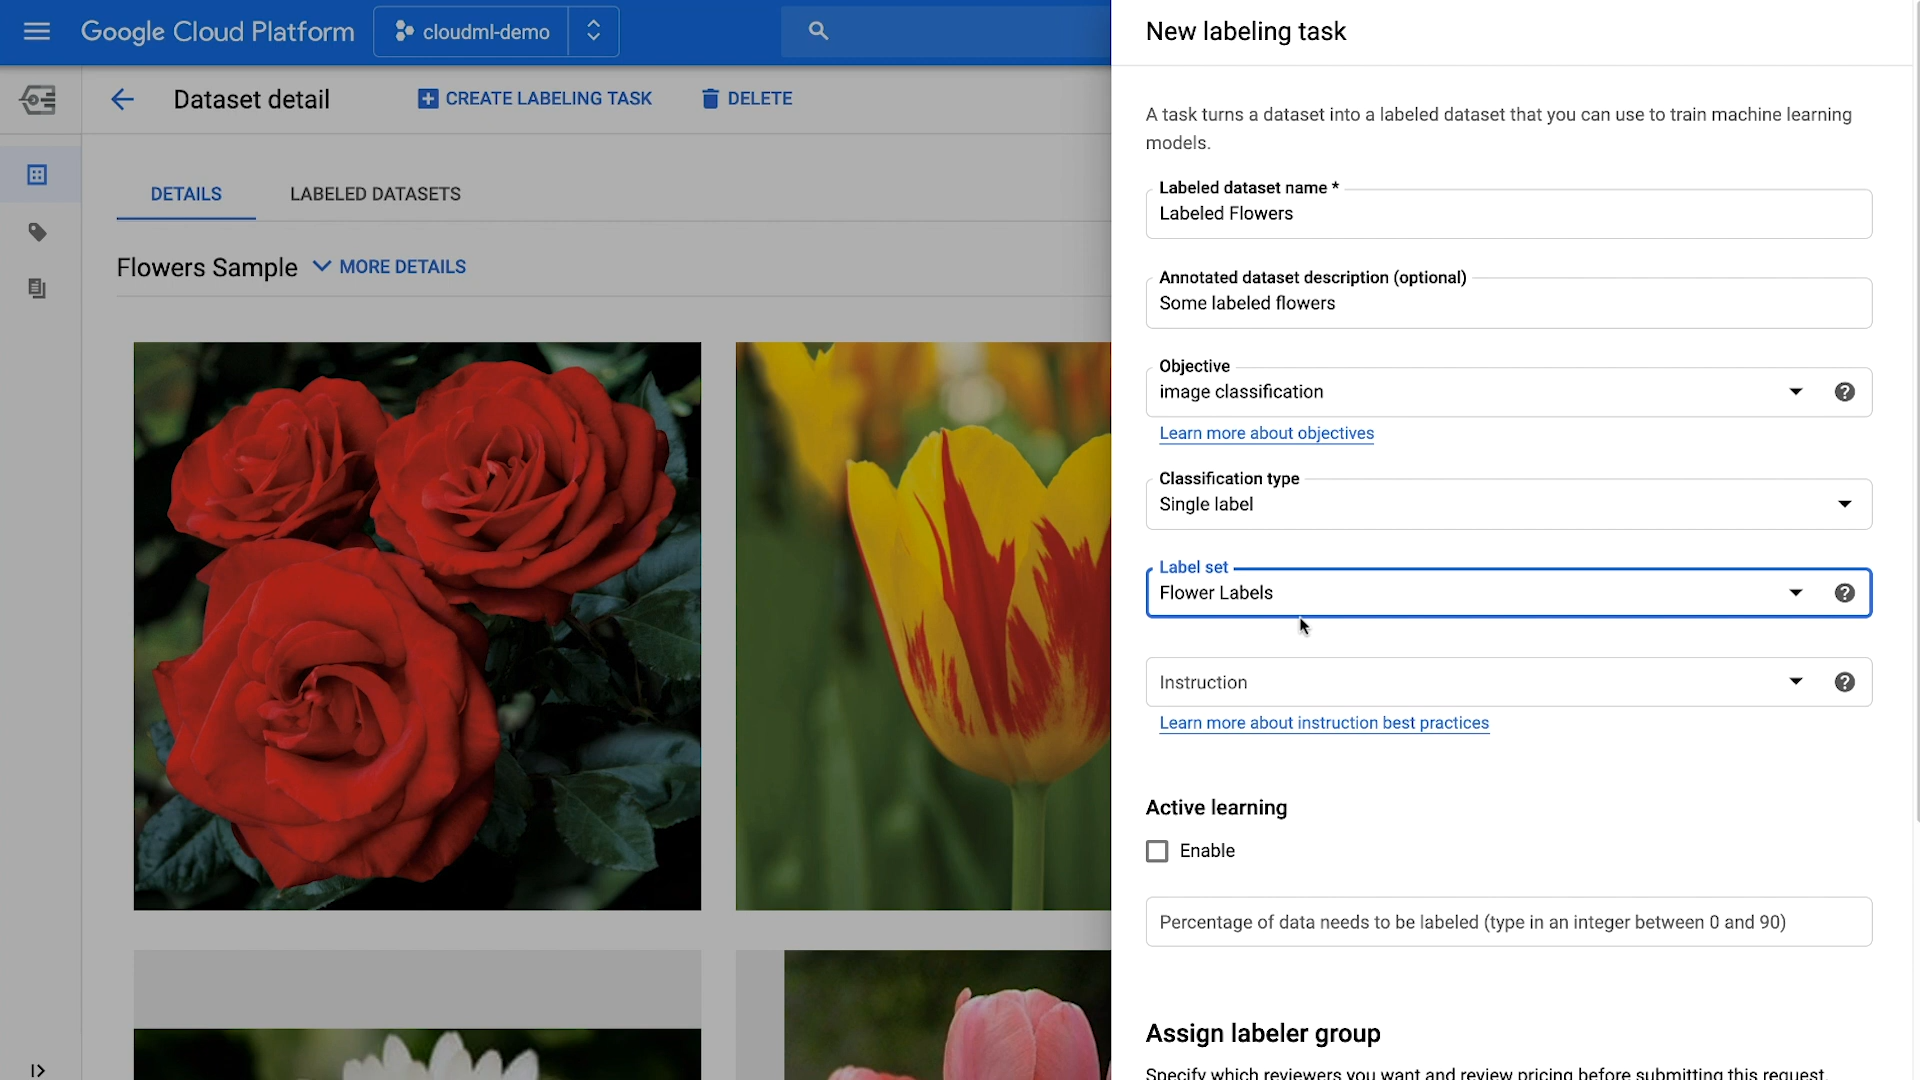 Google Cloud Platform
cloudml-demo
Dataset detail
CREATE LABELING TASK
DELETE
DETAILS
LABELED DATASETS
Flowers Sample
MORE DETAILS
New labeling task
A task turns a dataset into a labeled dataset that you can use to train machine learning
models.
Labeled dataset name *
Labeled Flowers
Annotated dataset description (optional)
Some labeled flowers
Objective
image classification
Learn more about objectives
Classification type
Single label
Label set
Flower Labels
Instruction
Learn more about instruction best practices
Active learning
Enable
Percentage of data needs to be labeled (type in an integer between 0 and 90)
Assign labeler group
Specify which reviewers you want and review pricing before submitting this request.